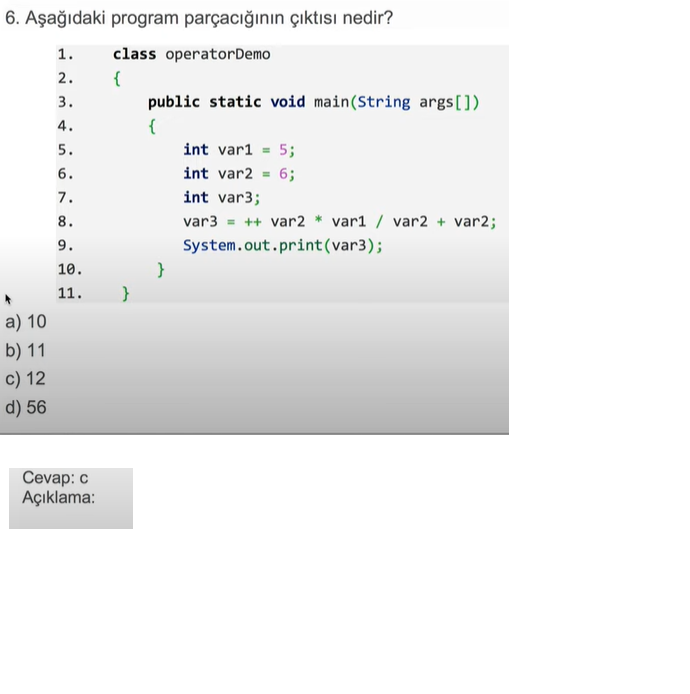 6. Aşağıdaki program parçacığının çıktısı nedir?
1. class operatorDemo
2. {
3. public static void main(String args[])
4. {
5. int var1 = 5;
6. int var2 = 6;
7. int var3;
8. var3 = ++ var2 * var1 / var2 + var2;
9. System.out.print(var3);
10. }
11. }
a) 10
b) 11
c) 12
d) 56
Cevap: c
Açıklama: